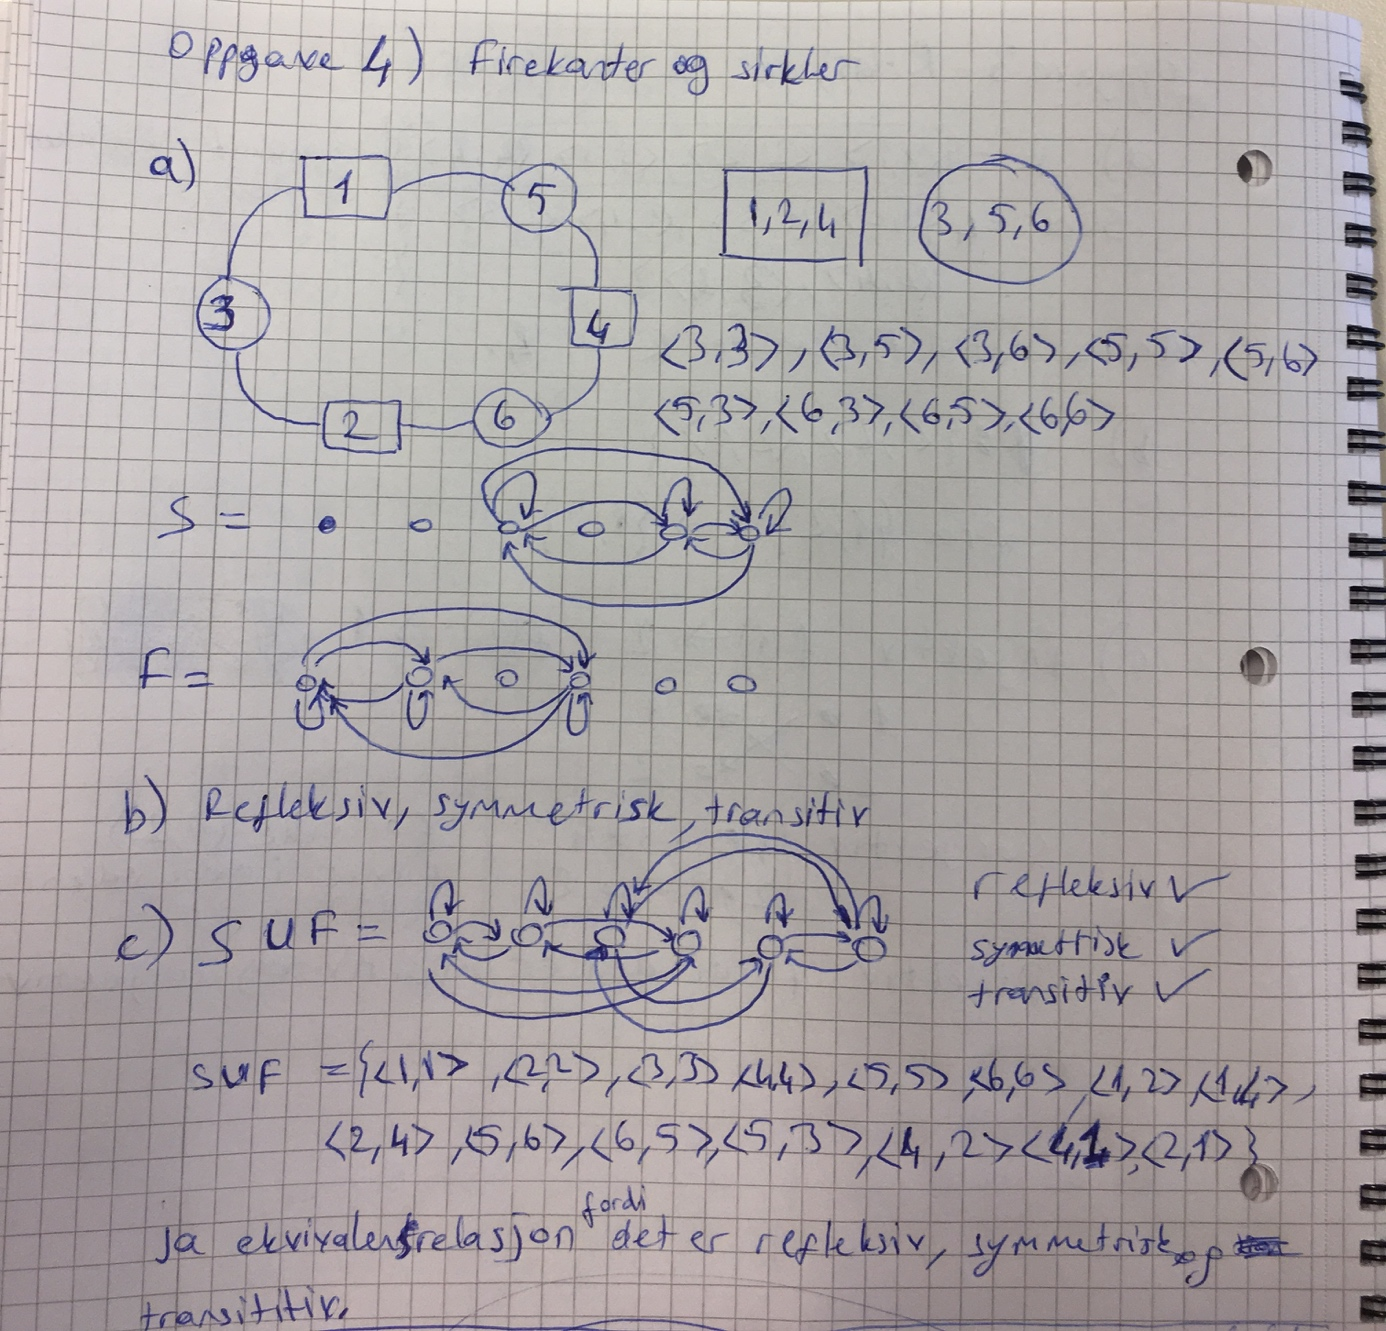 Oppgave 4) Firekanter og sirkler
a)
1
5
1,2,4
3,5,6
3
4
<3,3>, <3,5>, <3,6>, <5,5>, <5,6>
<5,3>, <6,3>, <6,5>, <6,6>
2
6
S =
F =
b) Refleksiv, symmetrisk, transitiv
c) SUF =
refleksiv ✓
symettrisk ✓
transitiv ✓
SUF = {<1,1>, <2,2>, <3,3> <4,4>, <5,5> <6,6>, <1,2> <1,4>,
<2,4>, <5,6>, <6,5>, <5,3>, <4,2> <4,1>, <2,1>}
fordi
Ja ekvivalensrelasjon det er refleksiv, symmetrisk og
transititiv.